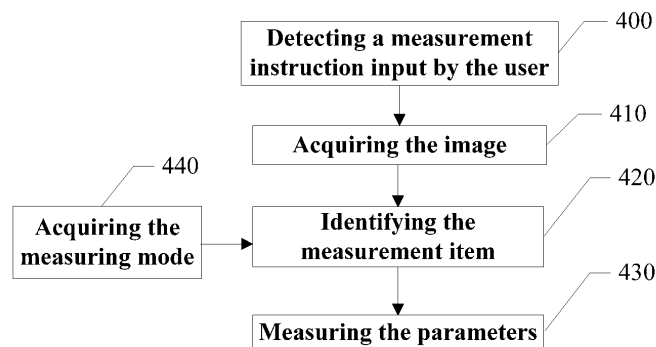 Detecting a measurement
instruction input by the user
400
Acquiring the image
410
440
Acquiring the
measuring mode
Identifying the
measurement item
420
Measuring the parameters
430